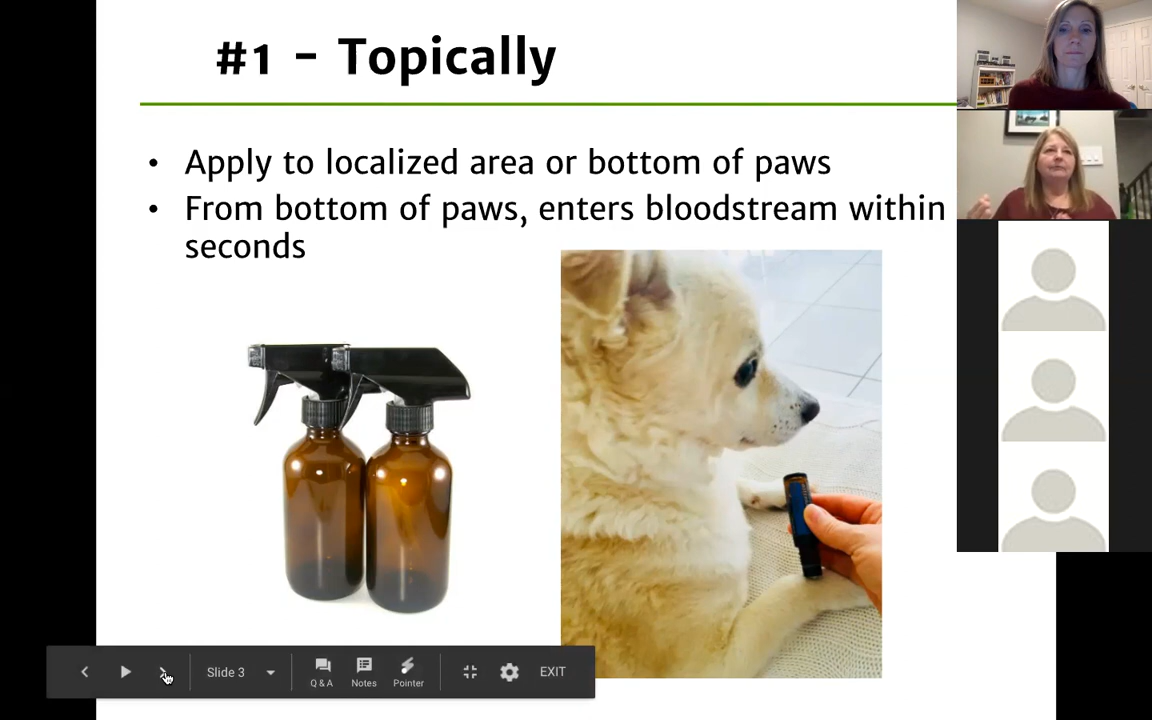 #1 - Topically
• Apply to localized area or bottom of paws
• From bottom of paws, enters bloodstream within
seconds
Slide 3
Q & A
Notes
Pointer
EXIT